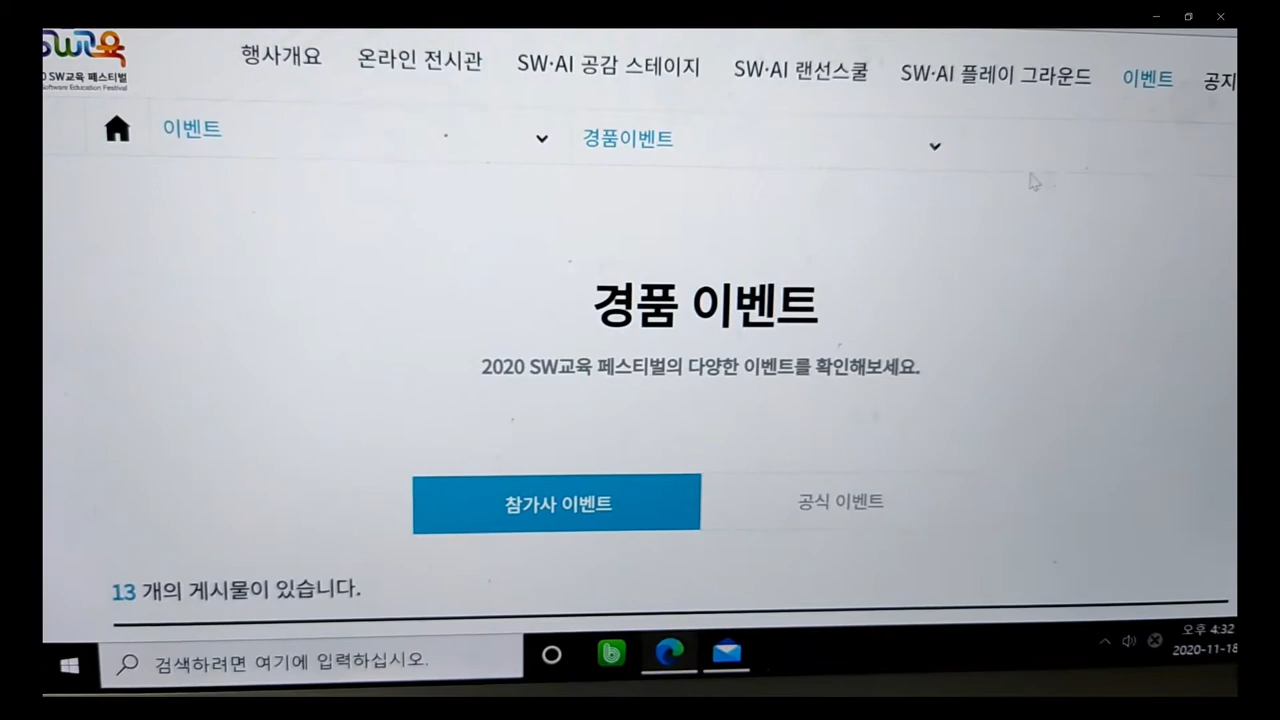 SW교육
0 SW교육 페스티벌
Software Education Festival
행사개요 온라인 전시관 SW·AI 공감 스테이지 SW·AI 랜선스쿨 SW·AI 플레이 그라운드 이벤트 공지
이벤트 경품이벤트
경품 이벤트
2020 SW교육 페스티벌의 다양한 이벤트를 확인해보세요.
참가사 이벤트 공식 이벤트
13 개의 게시물이 있습니다.
검색하려면 여기에 입력하십시오.
오후 4:32
2020-11-18